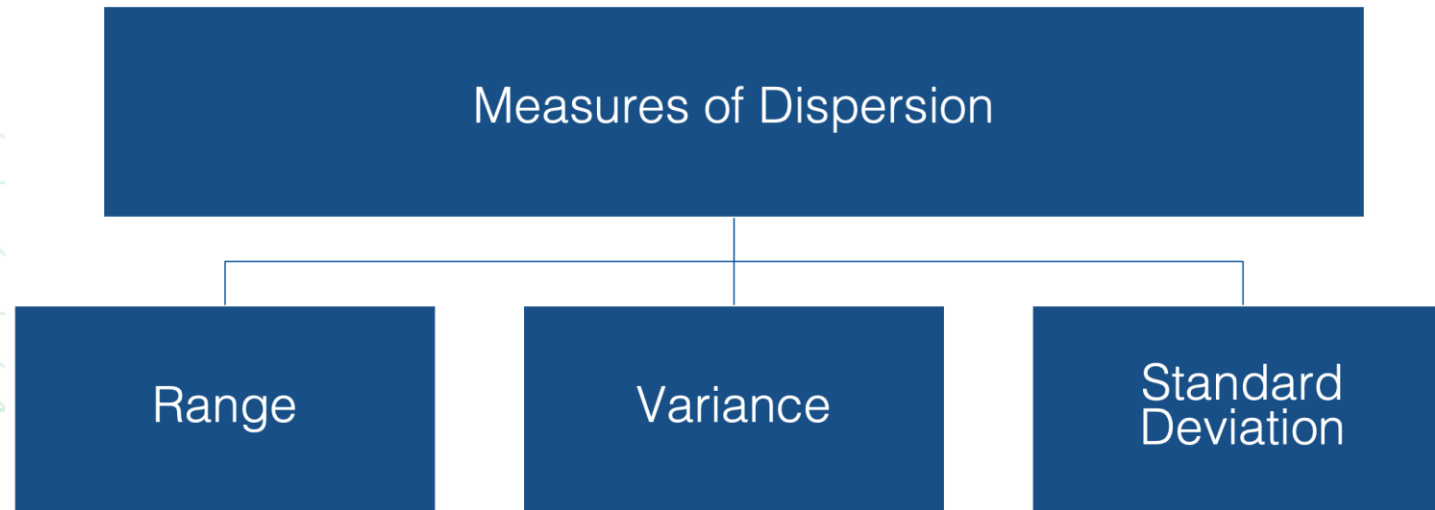 Measures of Dispersion
Range
Variance
Standard
Deviation